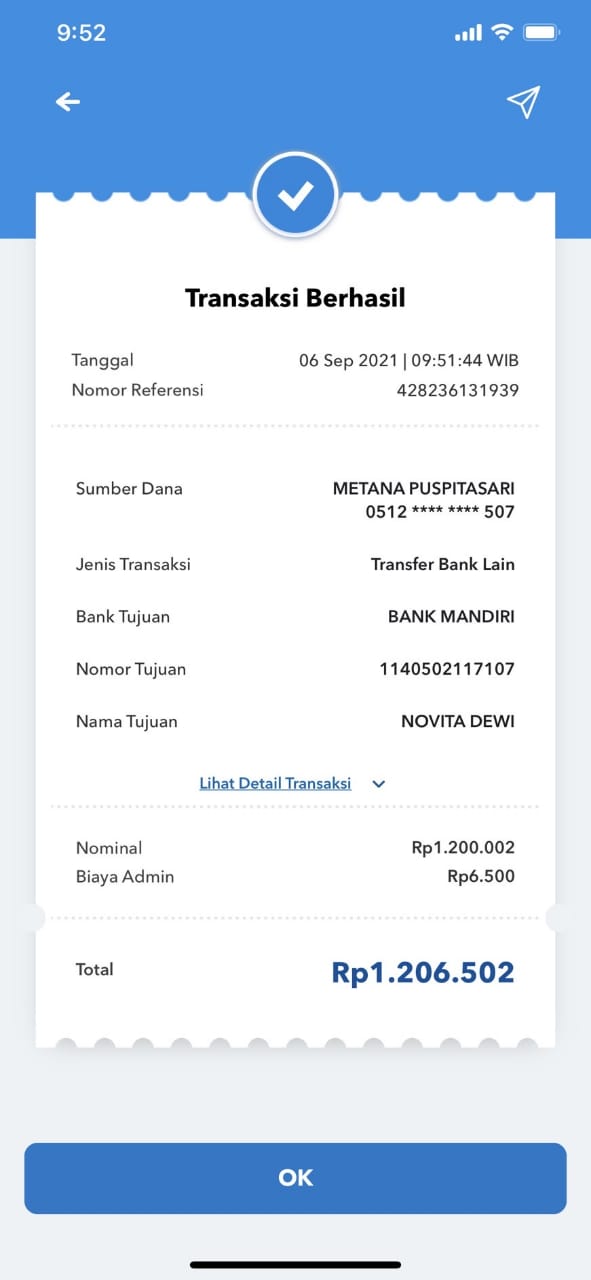 9:52
Transaksi Berhasil
Tanggal 06 Sep 2021 | 09:51:44 WIB
Nomor Referensi 428236131939
Sumber Dana METANA PUSPITASARI
0512 **** **** 507
Jenis Transaksi Transfer Bank Lain
Bank Tujuan BANK MANDIRI
Nomor Tujuan 1140502117107
Nama Tujuan NOVITA DEWI
Lihat Detail Transaksi
Nominal Rp1.200.002
Biaya Admin Rp6.500
Total Rp1.206.502
OK